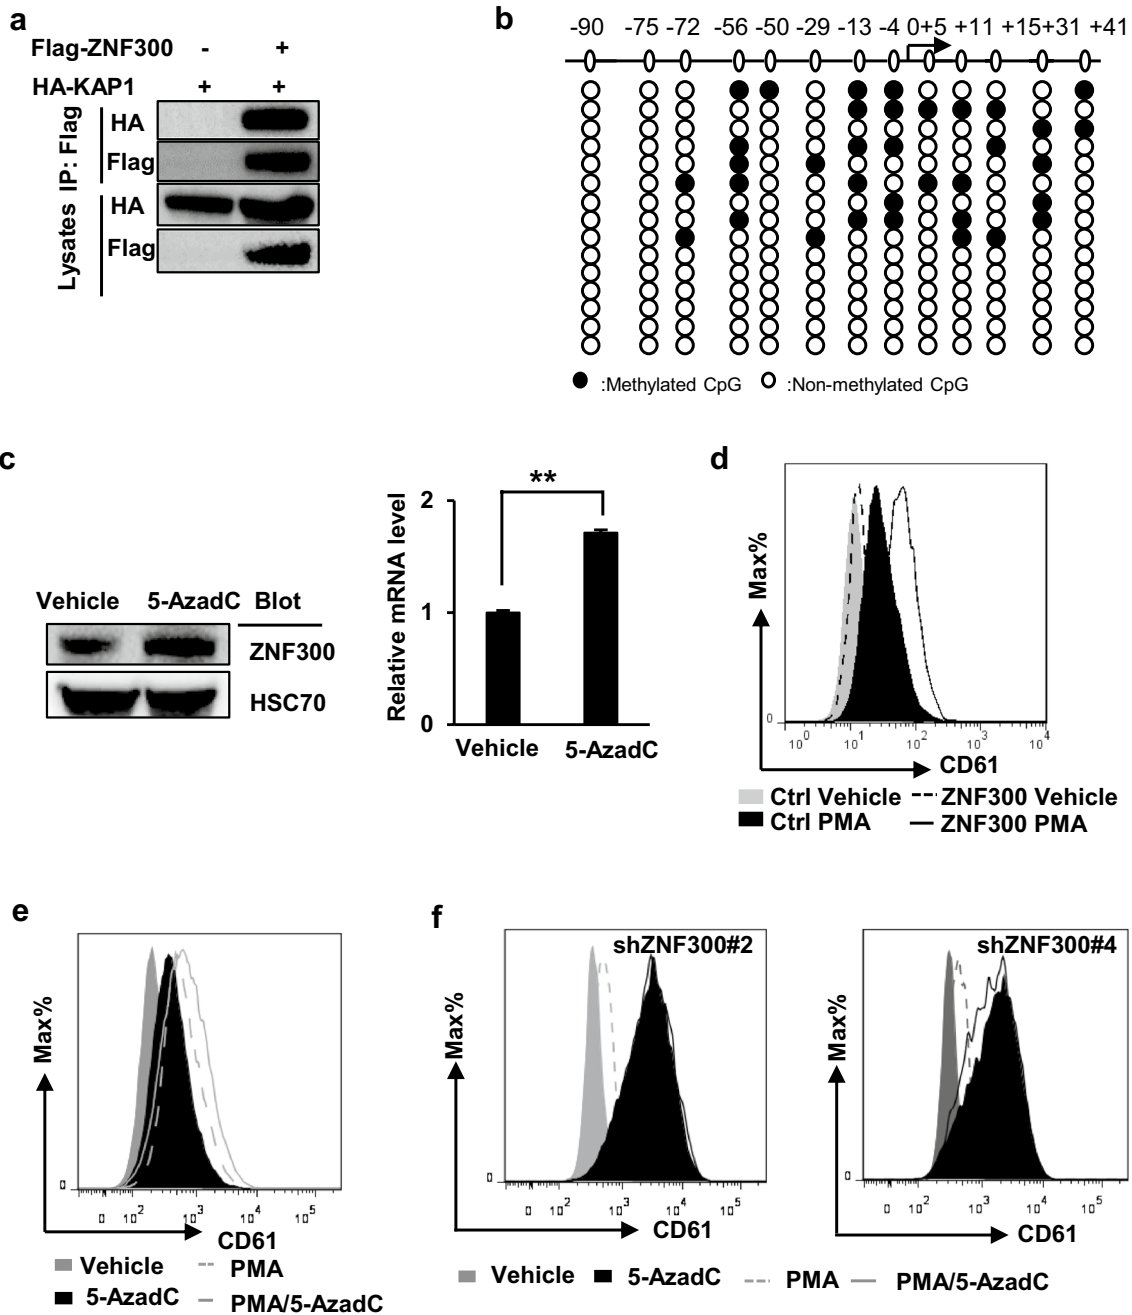 a
Flag-ZNF300 - +
HA-KAP1 + +
IP: Flag
HA
Flag
Lysates
HA
Flag
b
-90 -75 -72 -56 -50 -29 -13 -4 0+5 +11 +15+31 +41
:Methylated CpG :Non-methylated CpG
c
Vehicle 5-AzadC Blot
ZNF300
HSC70
Relative mRNA level
2
1
0
**
Vehicle 5-AzadC
d
Max%
0
10^0 10^1 10^2 10^3 10^4
CD61
Ctrl Vehicle ZNF300 Vehicle
Ctrl PMA ZNF300 PMA
e
Max%
0
0 10^2 10^3 10^4 10^5
CD61
Vehicle PMA
5-AzadC PMA/5-AzadC
f
shZNF300#2
Max%
0
0 10^2 10^3 10^4 10^5
CD61
shZNF300#4
Max%
0
0 10^2 10^3 10^4 10^5
CD61
Vehicle 5-AzadC PMA PMA/5-AzadC